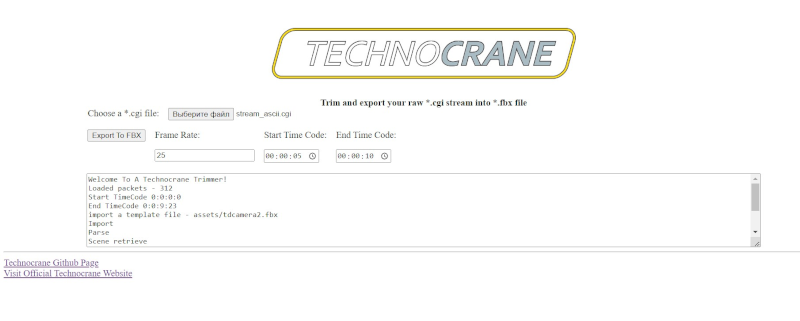 TECHNOCRANE
Trim and export your raw *.cgi stream into *.fbx file
Choose a *.cgi file: Выберите файл stream_ascii.cgi
Export To FBX Frame Rate: Start Time Code: End Time Code:
25 00:00:05 00:00:10
Welcome To A Technocrane Trimmer!
Loaded packets - 312
Start TimeCode 0:0:0:0
End TimeCode 0:0:9:23
import a template file - assets/tdcamera2.fbx
Import
Parse
Scene retrieve
Technocrane Github Page
Visit Official Technocrane Website